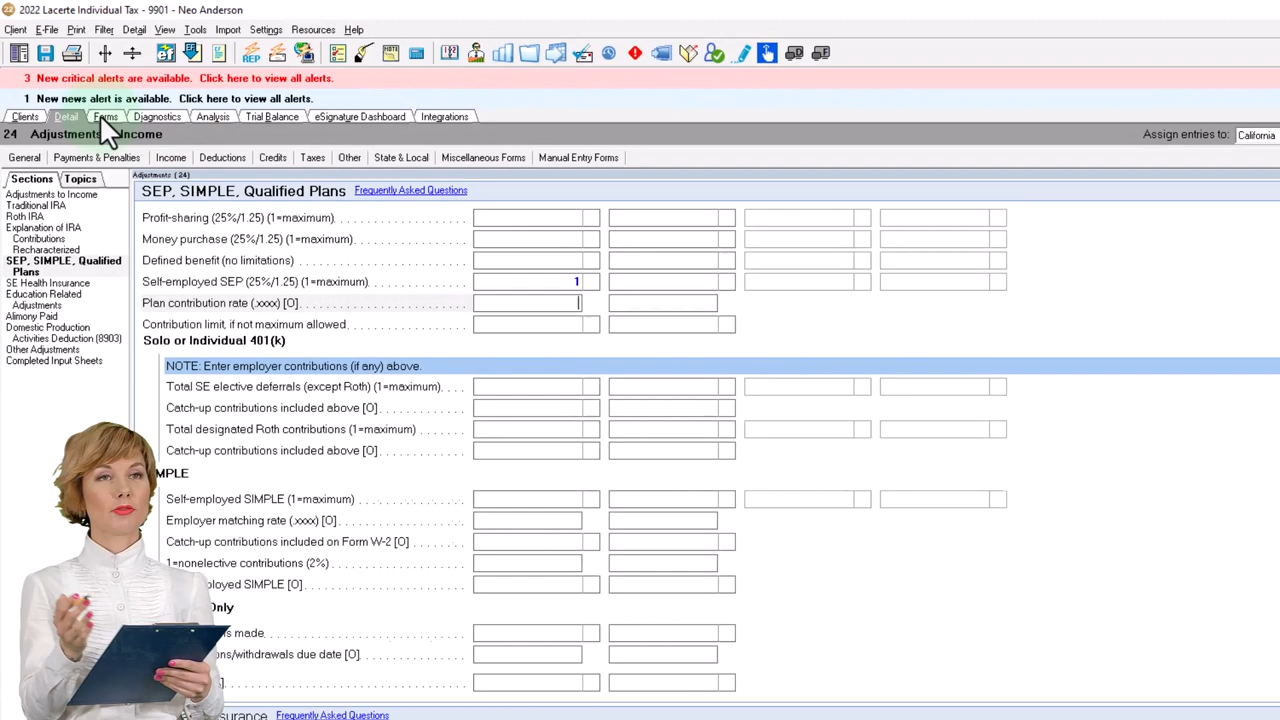 22 2022 Lacerte Individual Tax - 9901 - Neo Anderson
Client E-File Print Filter Detail View Tools Import Settings Resources Help
3 New critical alerts are available. Click here to view all alerts.
1 New news alert is available. Click here to view all alerts.
Clients Detail Forms Diagnostics Analysis Trial Balance eSignature Dashboard Integrations
24 Adjustments Income Assign entries to: California
General Payments & Penalties Income Deductions Credits Taxes Other State & Local Miscellaneous Forms Manual Entry Forms
Sections Topics
Adjustments to Income
Traditional IRA
Roth IRA
Explanation of IRA
Contributions
Recharacterized
SEP, SIMPLE, Qualified
Plans
SE Health Insurance
Education Related
Adjustments
Alimony Paid
Domestic Production
Activities Deduction (8903)
Other Adjustments
Completed Input Sheets
Adjustments (24)
SEP, SIMPLE, Qualified Plans Frequently Asked Questions
Profit-sharing (25%/1.25) (1=maximum)
Money purchase (25%/1.25) (1=maximum)
Defined benefit (no limitations)
Self-employed SEP (25%/1.25) (1=maximum) 1
Plan contribution rate (.xxxx) [O]
Contribution limit, if not maximum allowed
Solo or Individual 401(k)
NOTE: Enter employer contributions (if any) above.
Total SE elective deferrals (except Roth) (1=maximum)
Catch-up contributions included above [O]
Total designated Roth contributions (1=maximum)
Catch-up contributions included above [O]
MPLE
Self-employed SIMPLE (1=maximum)
Employer matching rate (.xxxx) [O]
Catch-up contributions included on Form W-2 [O]
1=nonelective contributions (2%)
ployed SIMPLE [O]
Only
s made
ons/withdrawals due date [O]
Frequently Asked Questions